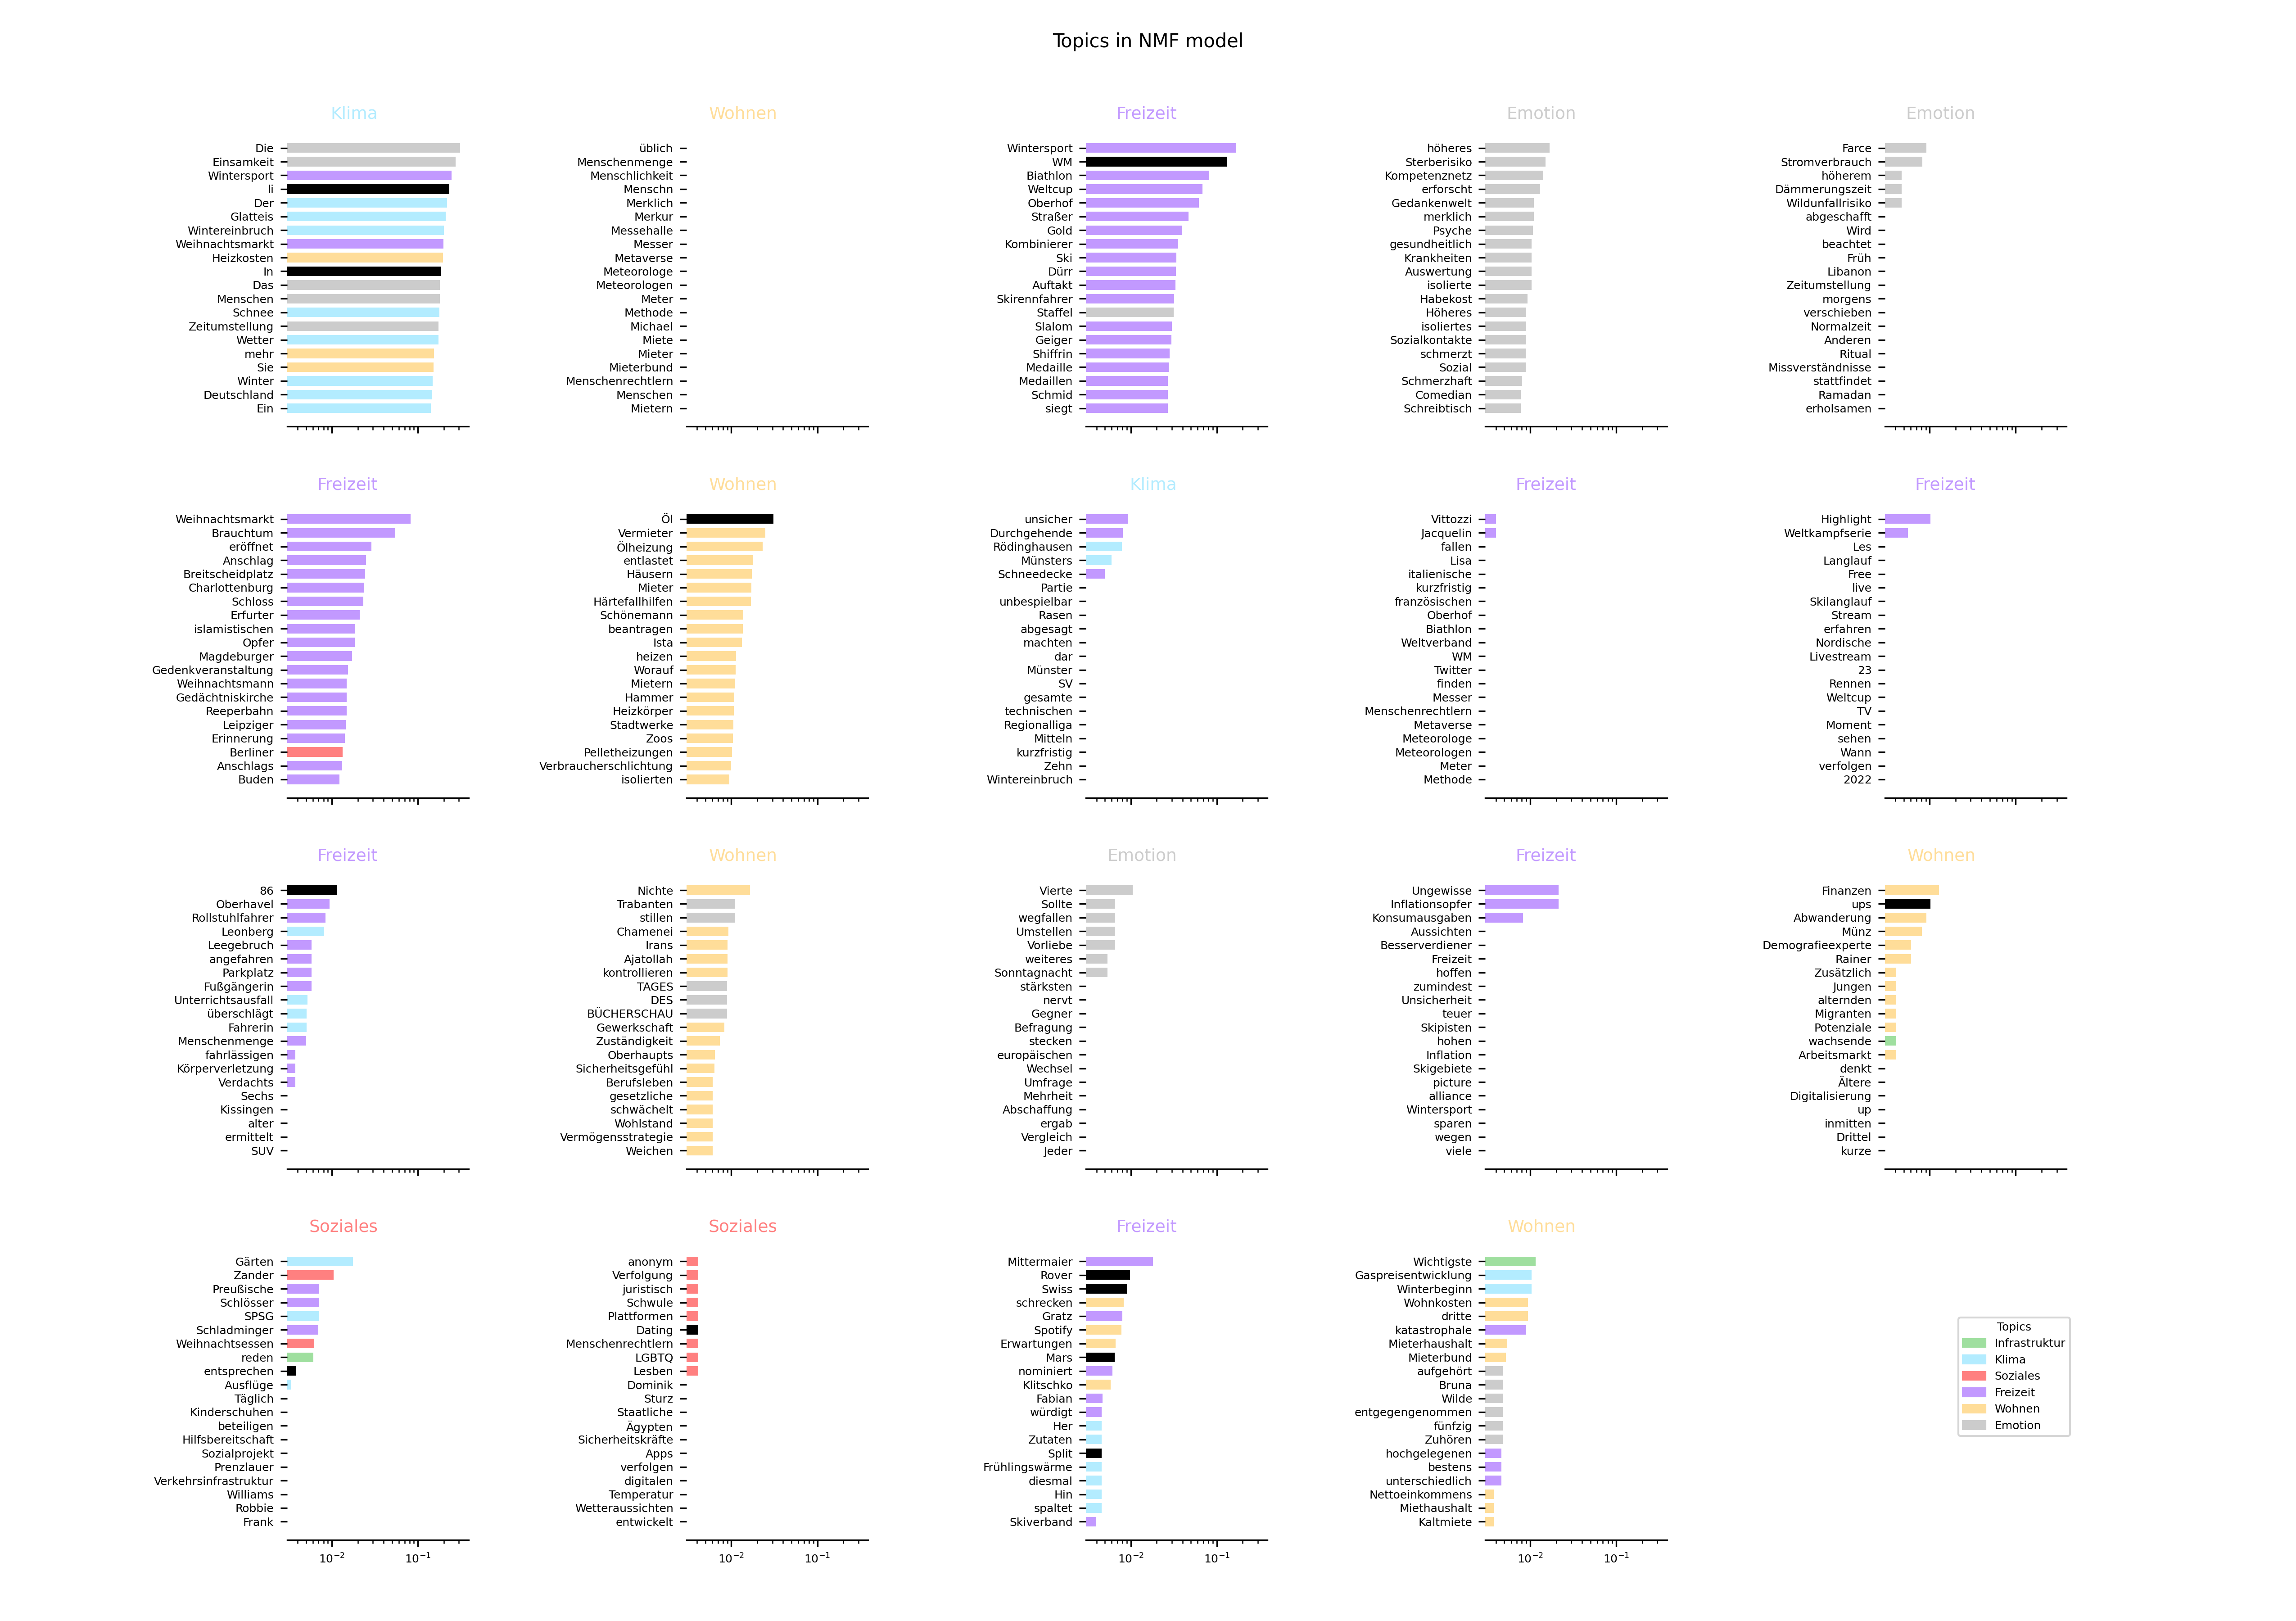 Topics in NMF model
Klima
Die
Einsamkeit
Wintersport
li
Der
Glatteis
Wintereinbruch
Weihnachtsmarkt
Heizkosten
In
Das
Menschen
Schnee
Zeitumstellung
Wetter
mehr
Sie
Winter
Deutschland
Ein
Wohnen
üblich
Menschenmenge
Menschlichkeit
Menschn
Merklich
Merkur
Messehalle
Messer
Metaverse
Meteorologe
Meteorologen
Meter
Methode
Michael
Miete
Mieter
Mieterbund
Menschenrechtlern
Menschen
Mietern
Freizeit
Wintersport
WM
Biathlon
Weltcup
Oberhof
Straßer
Gold
Kombinierer
Ski
Dürr
Auftakt
Skirennfahrer
Staffel
Slalom
Geiger
Shiffrin
Medaille
Medaillen
Schmid
siegt
Emotion
höheres
Sterberisiko
Kompetenznetz
erforscht
Gedankenwelt
merklich
Psyche
gesundheitlich
Krankheiten
Auswertung
isolierte
Habekost
Höheres
isoliertes
Sozialkontakte
schmerzt
Sozial
Schmerzhaft
Comedian
Schreibtisch
Emotion
Farce
Stromverbrauch
höherem
Dämmerungszeit
Wildunfallrisiko
abgeschafft
Wird
beachtet
Früh
Libanon
Zeitumstellung
morgens
verschieben
Normalzeit
Anderen
Ritual
Missverständnisse
stattfindet
Ramadan
erholsamen
Freizeit
Weihnachtsmarkt
Brauchtum
eröffnet
Anschlag
Breitscheidplatz
Charlottenburg
Schloss
Erfurter
islamistischen
Opfer
Magdeburger
Gedenkveranstaltung
Weihnachtsmann
Gedächtniskirche
Reeperbahn
Leipziger
Erinnerung
Berliner
Anschlags
Buden
Wohnen
Öl
Vermieter
Ölheizung
entlastet
Häusern
Mieter
Härtefallhilfen
Schönemann
beantragen
Ista
heizen
Worauf
Mietern
Hammer
Heizkörper
Stadtwerke
Zoos
Pelletheizungen
Verbraucherschlichtung
isolierten
Klima
unsicher
Durchgehende
Rödinghausen
Münsters
Schneedecke
Partie
unbespielbar
Rasen
abgesagt
machten
dar
Münster
SV
gesamte
technischen
Regionalliga
Mitteln
kurzfristig
Zehn
Wintereinbruch
Freizeit
Vittozzi
Jacquelin
fallen
Lisa
italienische
kurzfristig
französischen
Oberhof
Biathlon
Weltverband
WM
Twitter
finden
Messer
Menschenrechtlern
Metaverse
Meteorologe
Meteorologen
Meter
Methode
Freizeit
Highlight
Weltkampfserie
Les
Langlauf
Free
live
Skilanglauf
Stream
erfahren
Nordische
Livestream
23
Rennen
Weltcup
TV
Moment
sehen
Wann
verfolgen
2022
Freizeit
86
Oberhavel
Rollstuhlfahrer
Leonberg
Leegebruch
angefahren
Parkplatz
Fußgängerin
Unterrichtsausfall
überschlägt
Fahrerin
Menschenmenge
fahrlässigen
Körperverletzung
Verdachts
Sechs
Kissingen
alter
ermittelt
SUV
Wohnen
Nichte
Trabanten
stillen
Chamenei
Irans
Ajatollah
kontrollieren
TAGES
DES
BÜCHERSCHAU
Gewerkschaft
Zuständigkeit
Oberhaupts
Sicherheitsgefühl
Berufsleben
gesetzliche
schwächelt
Wohlstand
Vermögensstrategie
Weichen
Emotion
Vierte
Sollte
wegfallen
Umstellen
Vorliebe
weiteres
Sonntagnacht
stärksten
nervt
Gegner
Befragung
stecken
europäischen
Wechsel
Umfrage
Mehrheit
Abschaffung
ergab
Vergleich
Jeder
Freizeit
Ungewisse
Inflationsopfer
Konsumausgaben
Aussichten
Besserverdiener
Freizeit
hoffen
zumindest
Unsicherheit
teuer
Skipisten
hohen
Inflation
Skigebiete
picture
alliance
Wintersport
sparen
wegen
viele
Wohnen
Finanzen
ups
Abwanderung
Münz
Demografieexperte
Rainer
Zusätzlich
Jungen
alternden
Migranten
Potenziale
wachsende
Arbeitsmarkt
denkt
Ältere
Digitalisierung
up
inmitten
Drittel
kurze
Soziales
Gärten
Zander
Preußische
Schlösser
SPSG
Schladminger
Weihnachtsessen
reden
entsprechen
Ausflüge
Täglich
Kinderschuhen
beteiligen
Hilfsbereitschaft
Sozialprojekt
Prenzlauer
Verkehrsinfrastruktur
Williams
Robbie
Frank
10⁻² 10⁻¹
Soziales
anonym
Verfolgung
juristisch
Schwule
Plattformen
Dating
Menschenrechtlern
LGBTQ
Lesben
Dominik
Sturz
Staatliche
Ägypten
Sicherheitskräfte
Apps
verfolgen
digitalen
Temperatur
Wetteraussichten
entwickelt
10⁻² 10⁻¹
Freizeit
Mittermaier
Rover
Swiss
schrecken
Gratz
Spotify
Erwartungen
Mars
nominiert
Klitschko
Fabian
würdigt
Her
Zutaten
Split
Frühlingswärme
diesmal
Hin
spaltet
Skiverband
10⁻² 10⁻¹
Wohnen
Wichtigste
Gaspreisentwicklung
Winterbeginn
Wohnkosten
dritte
katastrophale
Mieterhaushalt
Mieterbund
aufgehört
Bruna
Wilde
entgegengenommen
fünfzig
Zuhören
hochgelegenen
bestens
unterschiedlich
Nettoeinkommens
Miethaushalt
Kaltmiete
10⁻² 10⁻¹
Topics
Infrastruktur
Klima
Soziales
Freizeit
Wohnen
Emotion